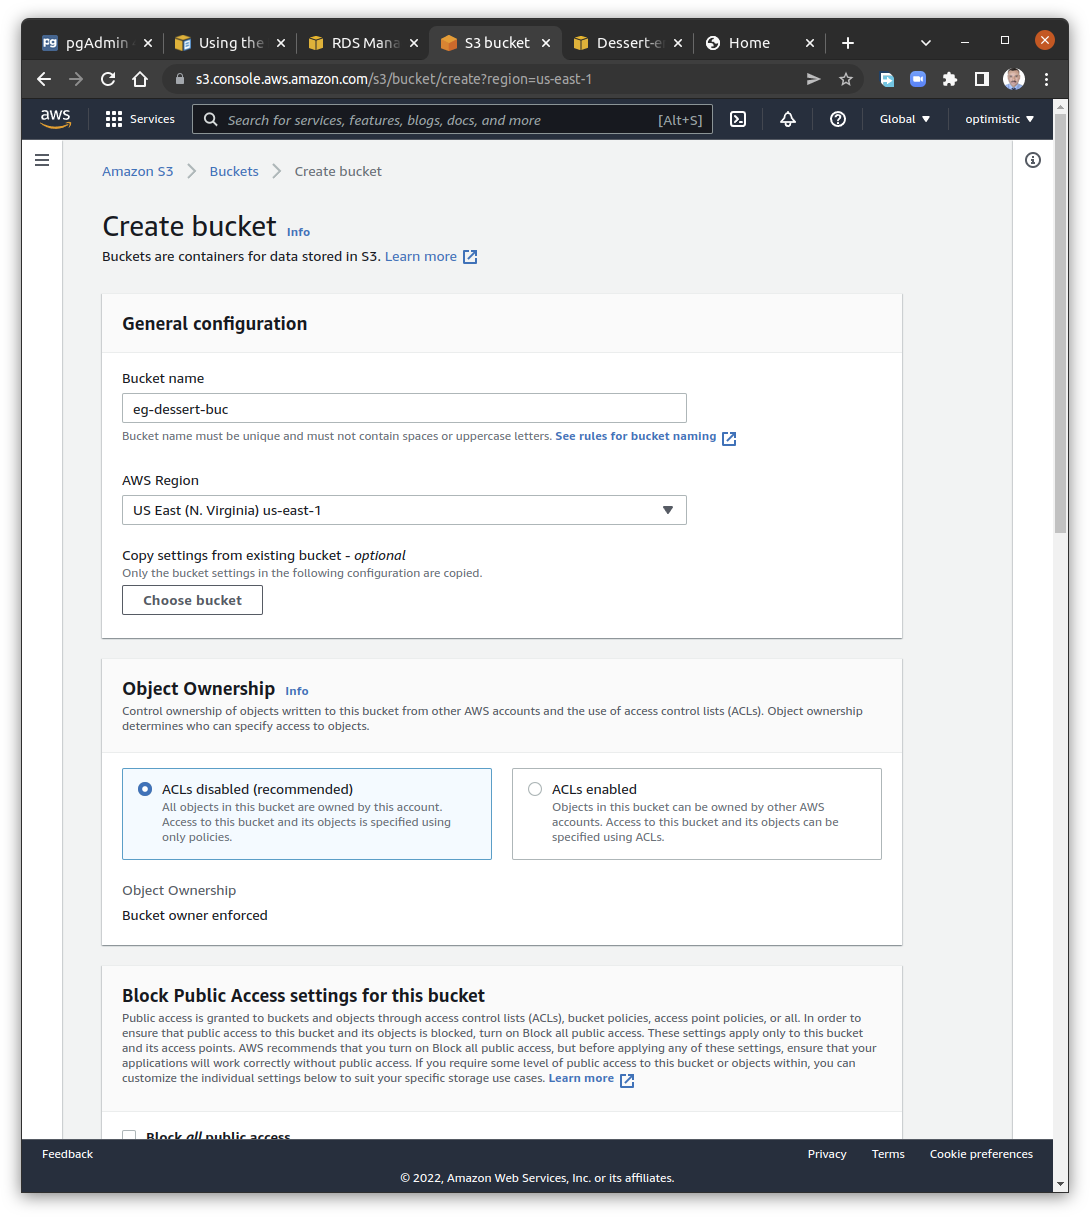 pgAdmin
Using the
RDS Mana
S3 bucket
Dessert-e
Home
s3.console.aws.amazon.com/s3/bucket/create?region=us-east-1
aws
Services
Search for services, features, blogs, docs, and more
[Alt+S]
Global
optimistic
Amazon S3
Buckets
Create bucket
Create bucket Info
Buckets are containers for data stored in S3. Learn more
General configuration
Bucket name
eg-dessert-buc
Bucket name must be unique and must not contain spaces or uppercase letters. See rules for bucket naming
AWS Region
US East (N. Virginia) us-east-1
Copy settings from existing bucket - optional
Only the bucket settings in the following configuration are copied.
Choose bucket
Object Ownership Info
Control ownership of objects written to this bucket from other AWS accounts and the use of access control lists (ACLs). Object ownership
determines who can specify access to objects.
ACLs disabled (recommended)
All objects in this bucket are owned by this account.
Access to this bucket and its objects is specified using
only policies.
ACLs enabled
Objects in this bucket can be owned by other AWS
accounts. Access to this bucket and its objects can be
specified using ACLs.
Object Ownership
Bucket owner enforced
Block Public Access settings for this bucket
Public access is granted to buckets and objects through access control lists (ACLs), bucket policies, access point policies, or all. In order to
ensure that public access to this bucket and its objects is blocked, turn on Block all public access. These settings apply only to this bucket
and its access points. AWS recommends that you turn on Block all public access, but before applying any of these settings, ensure that your
applications will work correctly without public access. If you require some level of public access to this bucket or objects within, you can
customize the individual settings below to suit your specific storage use cases. Learn more
Block all public access
Feedback
Privacy
Terms
Cookie preferences
© 2022, Amazon Web Services, Inc. or its affiliates.